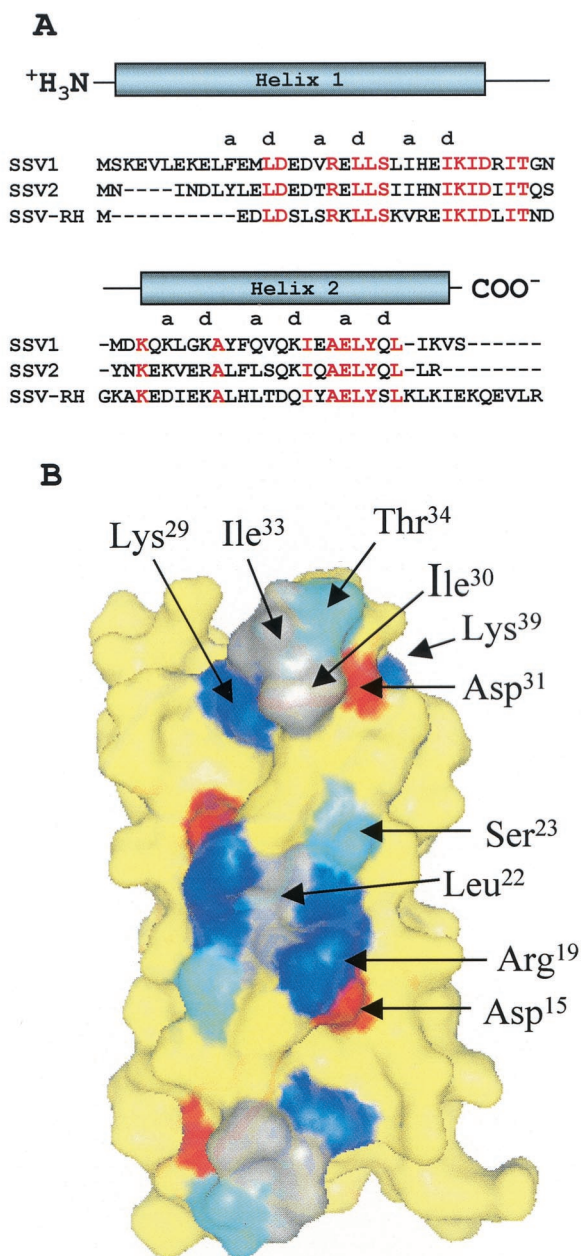 A
⁺H₃N
Helix 1
a d a d a d
SSV1 MSKEVLEKELFEMLDEDVRELLSLIHEIKIDRITGN
SSV2 MN----INDLYLELDEDTRELLSIIHNIKIDIITQS
SSV-RH M----------EDLDSLSRKLLSKVREIKIDLITND
Helix 2
COO⁻
a d a d a d
SSV1 -MDKQKLGKAYFQVQKIEAELYQL-IKVS------
SSV2 -YNKEKVERALFLSQKIQAELYQL-LR--------
SSV-RH GKAKEDIEKALHLTDQIYAELYSLKLKIEKQEVLR
B
Lys²⁹
Ile³³
Thr³⁴
Ile³⁰
Lys³⁹
Asp³¹
Ser²³
Leu²²
Arg¹⁹
Asp¹⁵